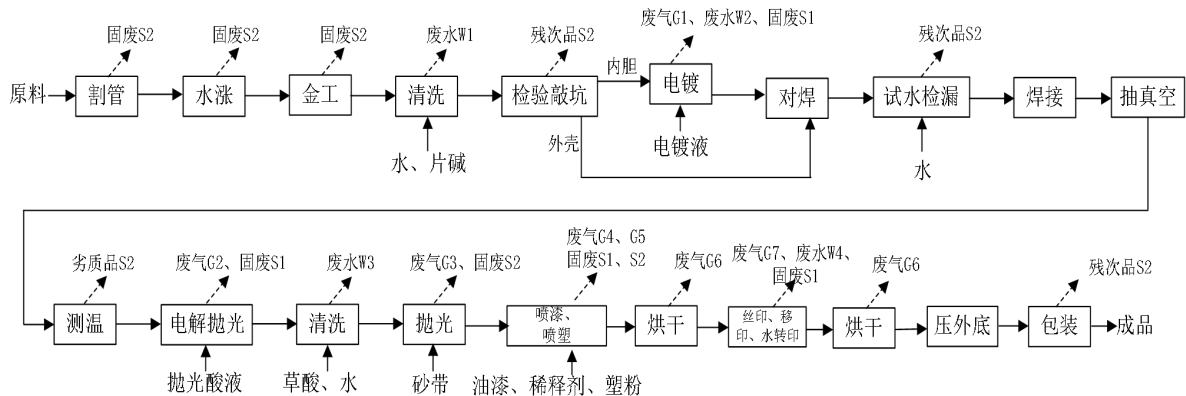 废气G1、废水W2、固废S1
固废S2
固废S2
固废S2
废水W1
残次品S2
残次品S2
内胆
原料
割管
水涨
金工
清洗
检验敲坑
电镀
对焊
试水检漏
焊接
抽真空
外壳
水、片碱
电镀液
水
废气G4、G5
固废S1、S2
劣质品S2
废气G2、固废S1
废水W3
废气G3、固废S2
废气G6
废气G7、废水W4、
固废S1
废气G6
残次品S2
测温
电解抛光
清洗
抛光
喷漆、
喷塑
烘干
丝印、移
印、水转印
烘干
压外底
包装
成品
抛光酸液
草酸、水
砂带
油漆、稀释剂、塑粉